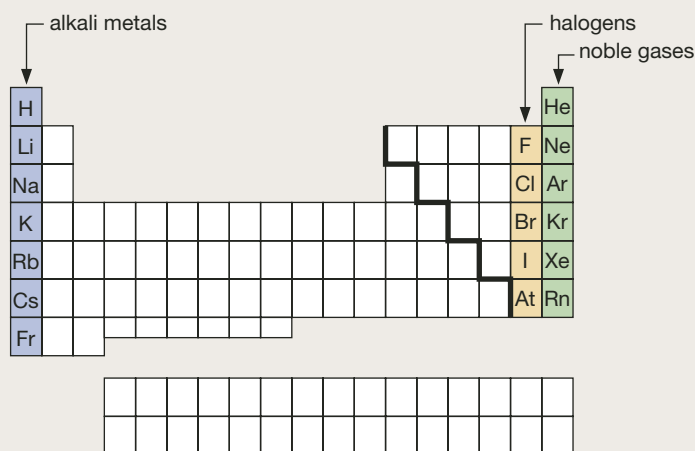 alkali metals
halogens
noble gases
H
He
Li
F
Ne
Na
Cl
Ar
K
Br
Kr
Rb
I
Xe
Cs
At
Rn
Fr